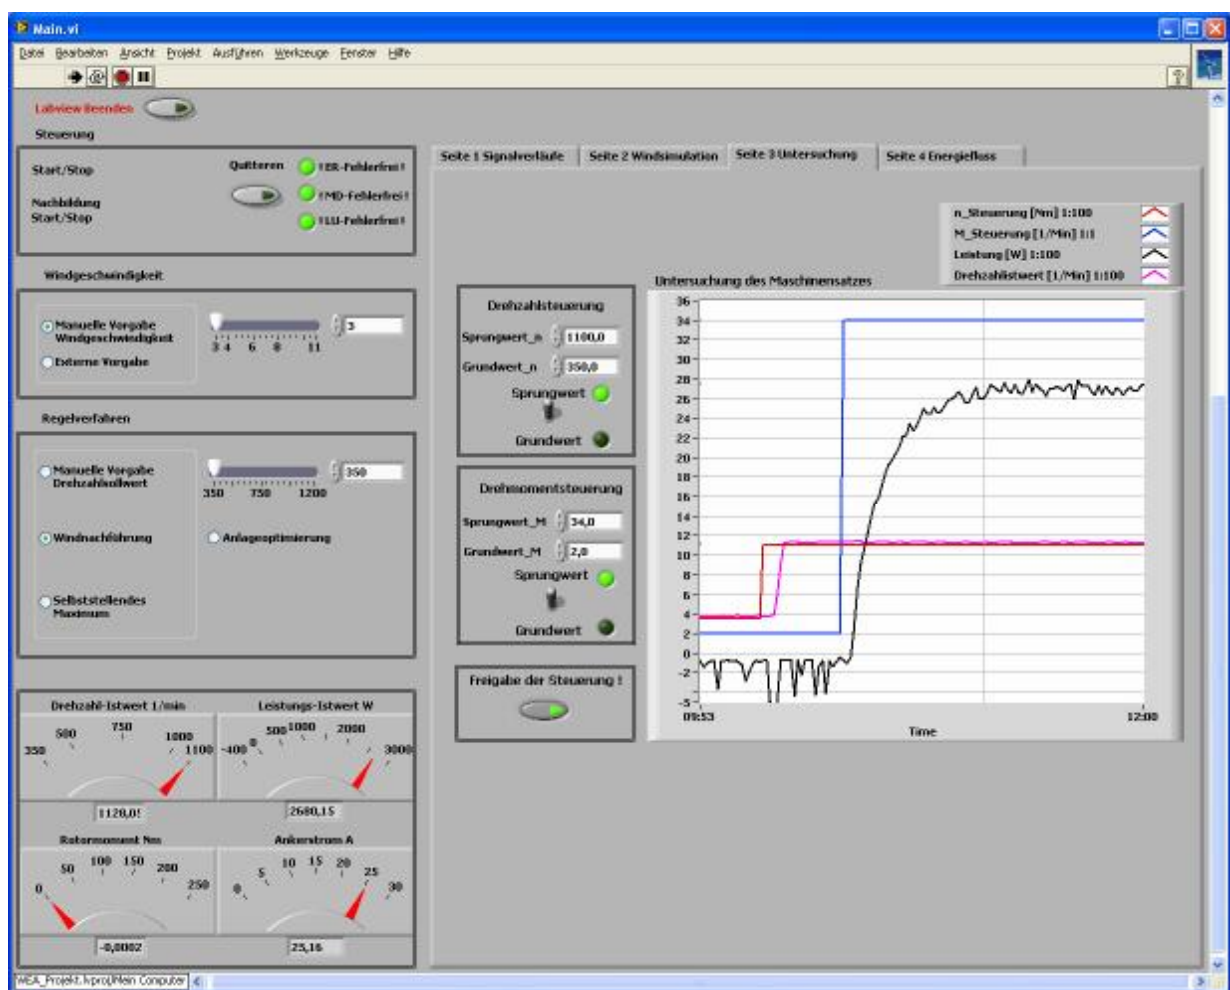 Main.vi
Datei Bearbeiten Ansicht Projekt Ausführen Werkzeuge Fenster Hilfe
Labview Beenden
Steuerung
Start/Stop
Nachbildung
Start/Stop
Quitteren
!ER-Fehlerfrei!
!MD-Fehlerfrei!
!LU-Fehlerfrei!
Windgeschwindigkeit
Manuelle Vorgabe
Windgeschwindigkeit
Externe Vorgabe
3 4 6 8 11
3
Regelverfahren
Manuelle Vorgabe
Drehzahlsollwert
350 750 1200
350
Windnachführung
Anlageoptimierung
Selbststellendes
Maximum
Drehzahl-Istwert 1/min
350 500 750 1000 1100
Leistungs-Istwert W
-400 0 500 1000 2000 3000
2680,15
Rotormoment Nm
0 50 100 150 200 250
-0,0002
Ankerstrom A
0 5 10 15 20 25 30
25,16
Seite 1 Signalverläufe
Seite 2 Windsimulation
Seite 3 Untersuchung
Seite 4 Energiefluss
n_Steuerung [Nm] 1:100
M_Steuerung [1/Min] 1:1
Leistung [W] 1:100
Drehzahlistwert [1/Min] 1:100
Drehzahlsteuerung
Sprungwert_n 1100,0
Grundwert_n 350,0
Sprungwert
Grundwert
Drehmomentsteuerung
Sprungwert_M 34,0
Grundwert_M 2,0
Sprungwert
Grundwert
Freigabe der Steuerung !
Untersuchung des Maschinensatzes
36
34
32
30
28
26
24
22
20
18
16
14
12
10
8
6
4
2
0
-2
-5
09:53
12:00
Time
WEA_Projekt.lvproj/Mein Computer